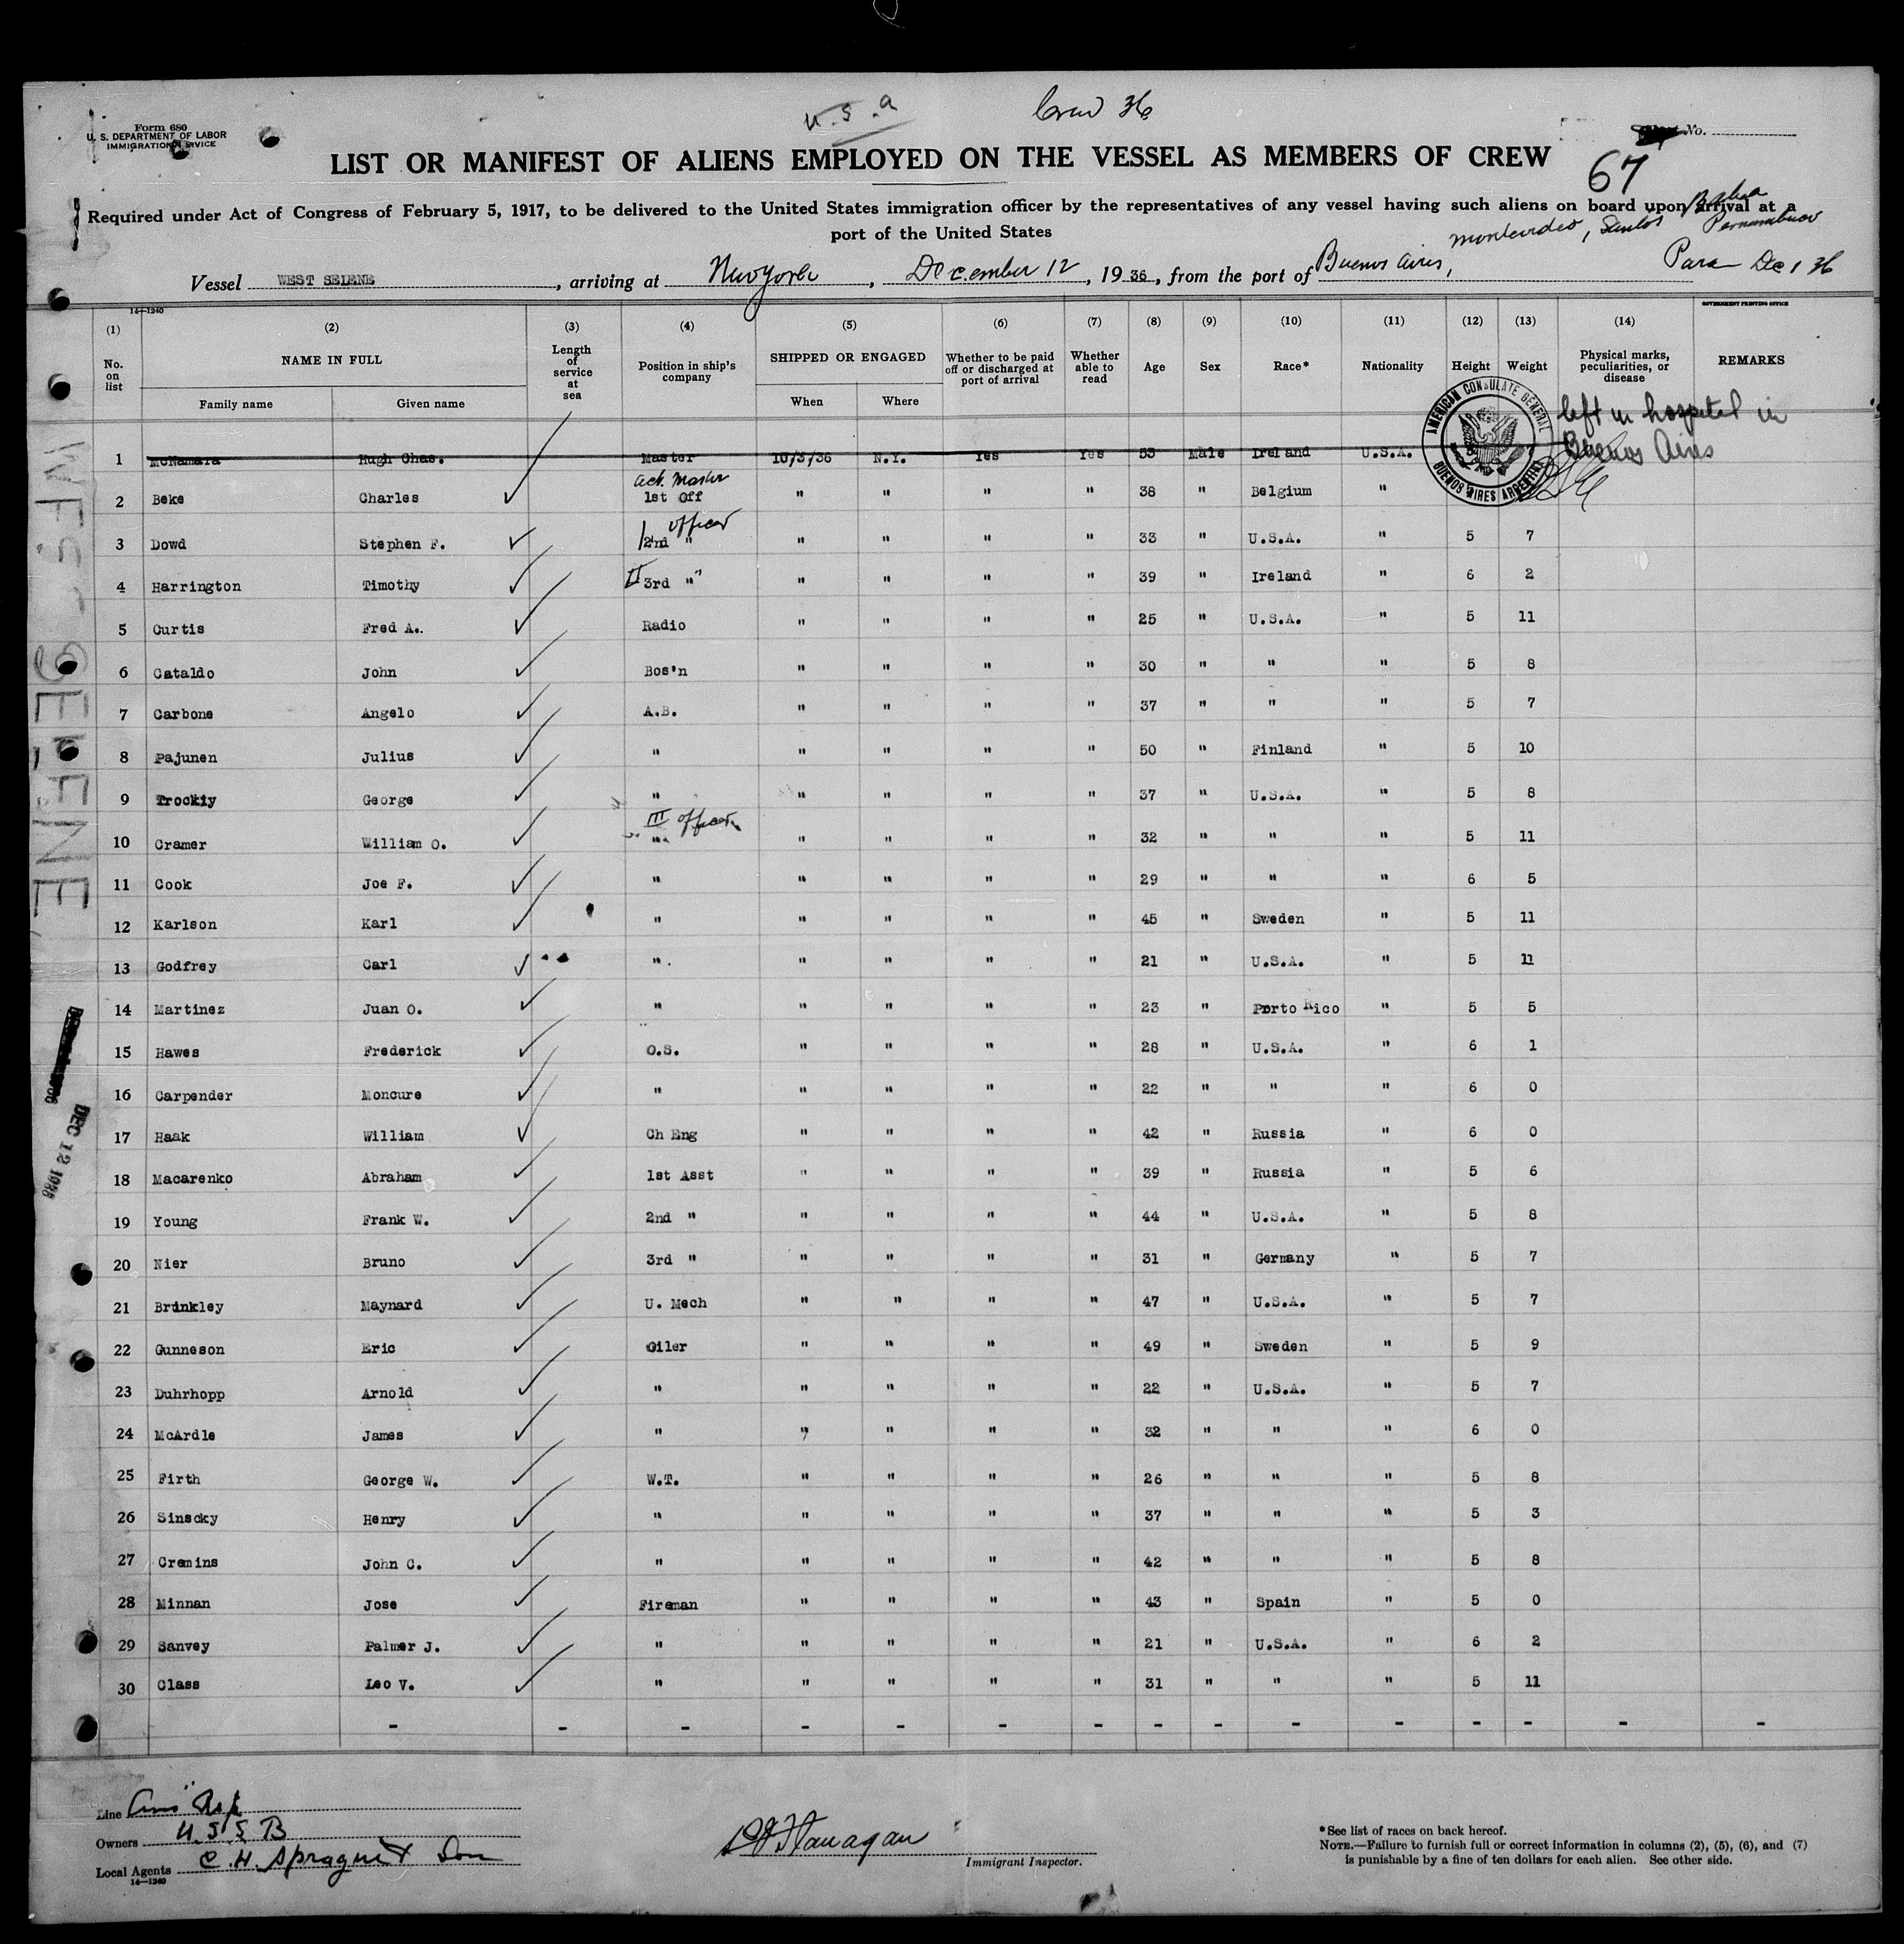 U.S.A
Crew 36
Form 680
U. S. DEPARTMENT OF LABOR
IMMIGRATION SERVICE
No.
LIST OR MANIFEST OF ALIENS EMPLOYED ON THE VESSEL AS MEMBERS OF CREW
67
Required under Act of Congress of February 5, 1917, to be delivered to the United States immigration officer by the representatives of any vessel having such aliens on board upon arrival at a
port of the United States
Bahia
Montevideo, Santos Pernambuco
Vessel WEST SELENE, arriving at New York, December 12, 1936, from the port of Buenos Aires, Para Dec 1 36
14—1240
GOVERNMENT PRINTING OFFICE
(1) (2) (3) (4) (5) (6) (7) (8) (9) (10) (11) (12) (13) (14)
No. on list NAME IN FULL Length of service at sea Position in ship's company SHIPPED OR ENGAGED Whether to be paid off or discharged at port of arrival Whether able to read Age Sex Race* Nationality Height Weight Physical marks, peculiarities, or disease REMARKS
Family name Given name When Where
AMERICAN CONSULATE GENERAL
BUENOS AIRES ARGENTINA
left in hospital in
Buenos Aires
1 McNamara Hugh Chas. Master 10/3/36 N.Y. Yes Yes 53 Male Ireland U.S.A.
act. Master
2 Beke Charles 1st Off " " " " 38 " Belgium "
1 officer
3 Dowd Stephen F. 2nd " " " " " 33 " U.S.A. " 5 7
4 Harrington Timothy II 3rd " " " " " 39 " Ireland " 6 2
5 Curtis Fred A. Radio " " " " 25 " U.S.A. " 5 11
6 Cataldo John Bos'n " " " " 30 " " " 5 8
7 Carbone Angelo A.B. " " " " 37 " " " 5 7
8 Pajunen Julius " " " " " 50 " Finland " 5 10
9 Trockiy George " " " " " 37 " U.S.A. " 5 8
III officer
10 Cramer William O. " " " " " 32 " " " 5 11
11 Cook Joe F. " " " " " 29 " " " 6 5
12 Karlson Karl " " " " " 45 " Sweden " 5 11
13 Godfrey Carl " " " " " 21 " U.S.A. " 5 11
14 Martinez Juan O. " " " " " 23 " Porto Rico " 5 5
15 Hawes Frederick O.S. " " " " 28 " U.S.A. " 6 1
16 Carpender Moncure " " " " " 22 " " " 6 0
17 Haak William Ch Eng " " " " 42 " Russia " 6 0
18 Macarenko Abraham 1st Asst " " " " 39 " Russia " 5 6
19 Young Frank W. 2nd " " " " " 44 " U.S.A. " 5 8
20 Nier Bruno 3rd " " " " " 31 " Germany " 5 7
21 Brinkley Maynard U. Mech " " " " 47 " U.S.A. " 5 7
22 Gunneson Eric Oiler " " " " 49 " Sweden " 5 9
23 Duhrhopp Arnold " " " " " 22 " U.S.A. " 5 7
24 McArdle James " " " " " 32 " " " 6 0
25 Firth George W. W.T. " " " " 26 " " " 5 8
26 Sinscky Henry " " " " " 37 " " " 5 3
27 Cremins John C. " " " " " 42 " " " 5 8
28 Minnan Jose Fireman " " " " 43 " Spain " 5 0
29 Sanvey Palmer J. " " " " " 21 " U.S.A. " 6 2
30 Class Leo V. " " " " " 31 " " " 5 11
- - - - - - - - - - - - - - -
WEST SELENE
DEC 12 1936
Line
Owners U.S.S.B
Local Agents C. H. Sprague & Son
14—1240
Flanagan
Immigrant Inspector.
*See list of races on back hereof.
NOTE.—Failure to furnish full or correct information in columns (2), (5), (6), and (7)
is punishable by a fine of ten dollars for each alien. See other side.